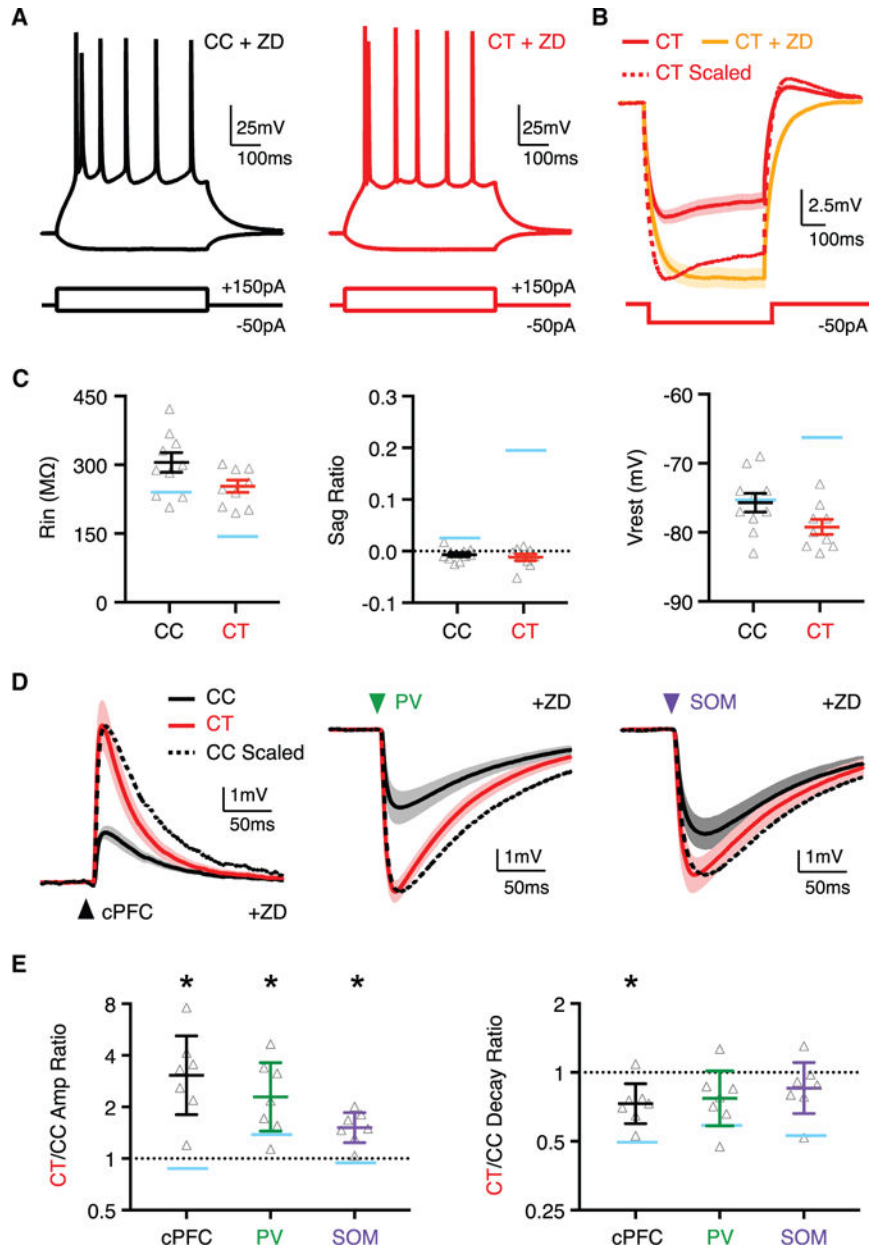 A
CC + ZD
25mV
100ms
+150pA
-50pA
CT + ZD
25mV
100ms
+150pA
-50pA
B
CT
CT + ZD
CT Scaled
2.5mV
100ms
-50pA
C
Rin (MΩ)
450
300
150
0
CC
CT
Sag Ratio
0.3
0.2
0.1
0.0
-0.1
CC
CT
Vrest (mV)
-60
-70
-80
-90
CC
CT
D
CC
CT
CC Scaled
1mV
50ms
cPFC
+ZD
PV
+ZD
1mV
50ms
SOM
+ZD
1mV
50ms
E
CT/CC Amp Ratio
8
4
2
1
0.5
* * *
cPFC
PV
SOM
CT/CC Decay Ratio
2
1
0.5
0.25
*
cPFC
PV
SOM